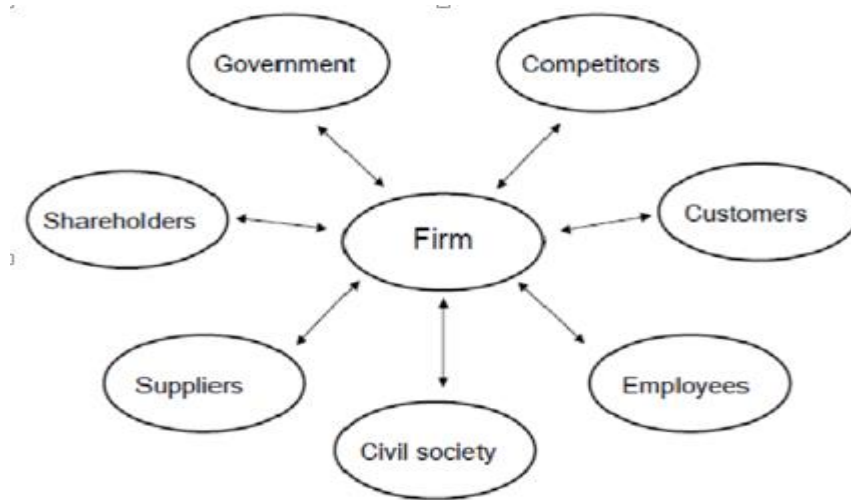 Government
Competitors
Shareholders
Firm
Customers
Suppliers
Employees
Civil society